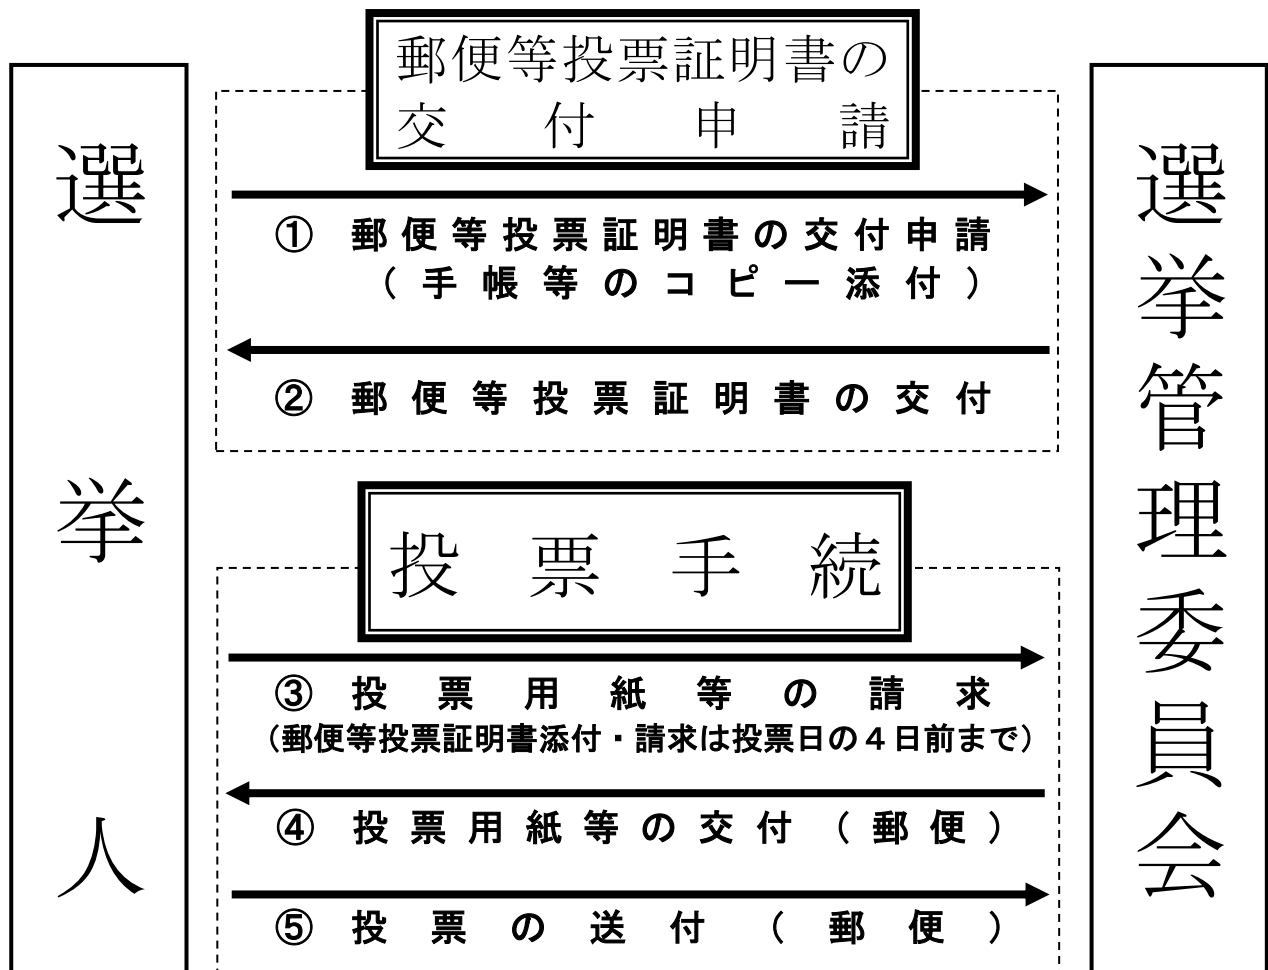 選挙人
郵便等投票証明書の
交付申請
① 郵便等投票証明書の交付申請
（手帳等のコピー添付）
② 郵便等投票証明書の交付
投票手続
③ 投票用紙等の請求
（郵便等投票証明書添付・請求は投票日の４日前まで）
④ 投票用紙等の交付（郵便）
⑤ 投票の送付（郵便）
選挙管理委員会